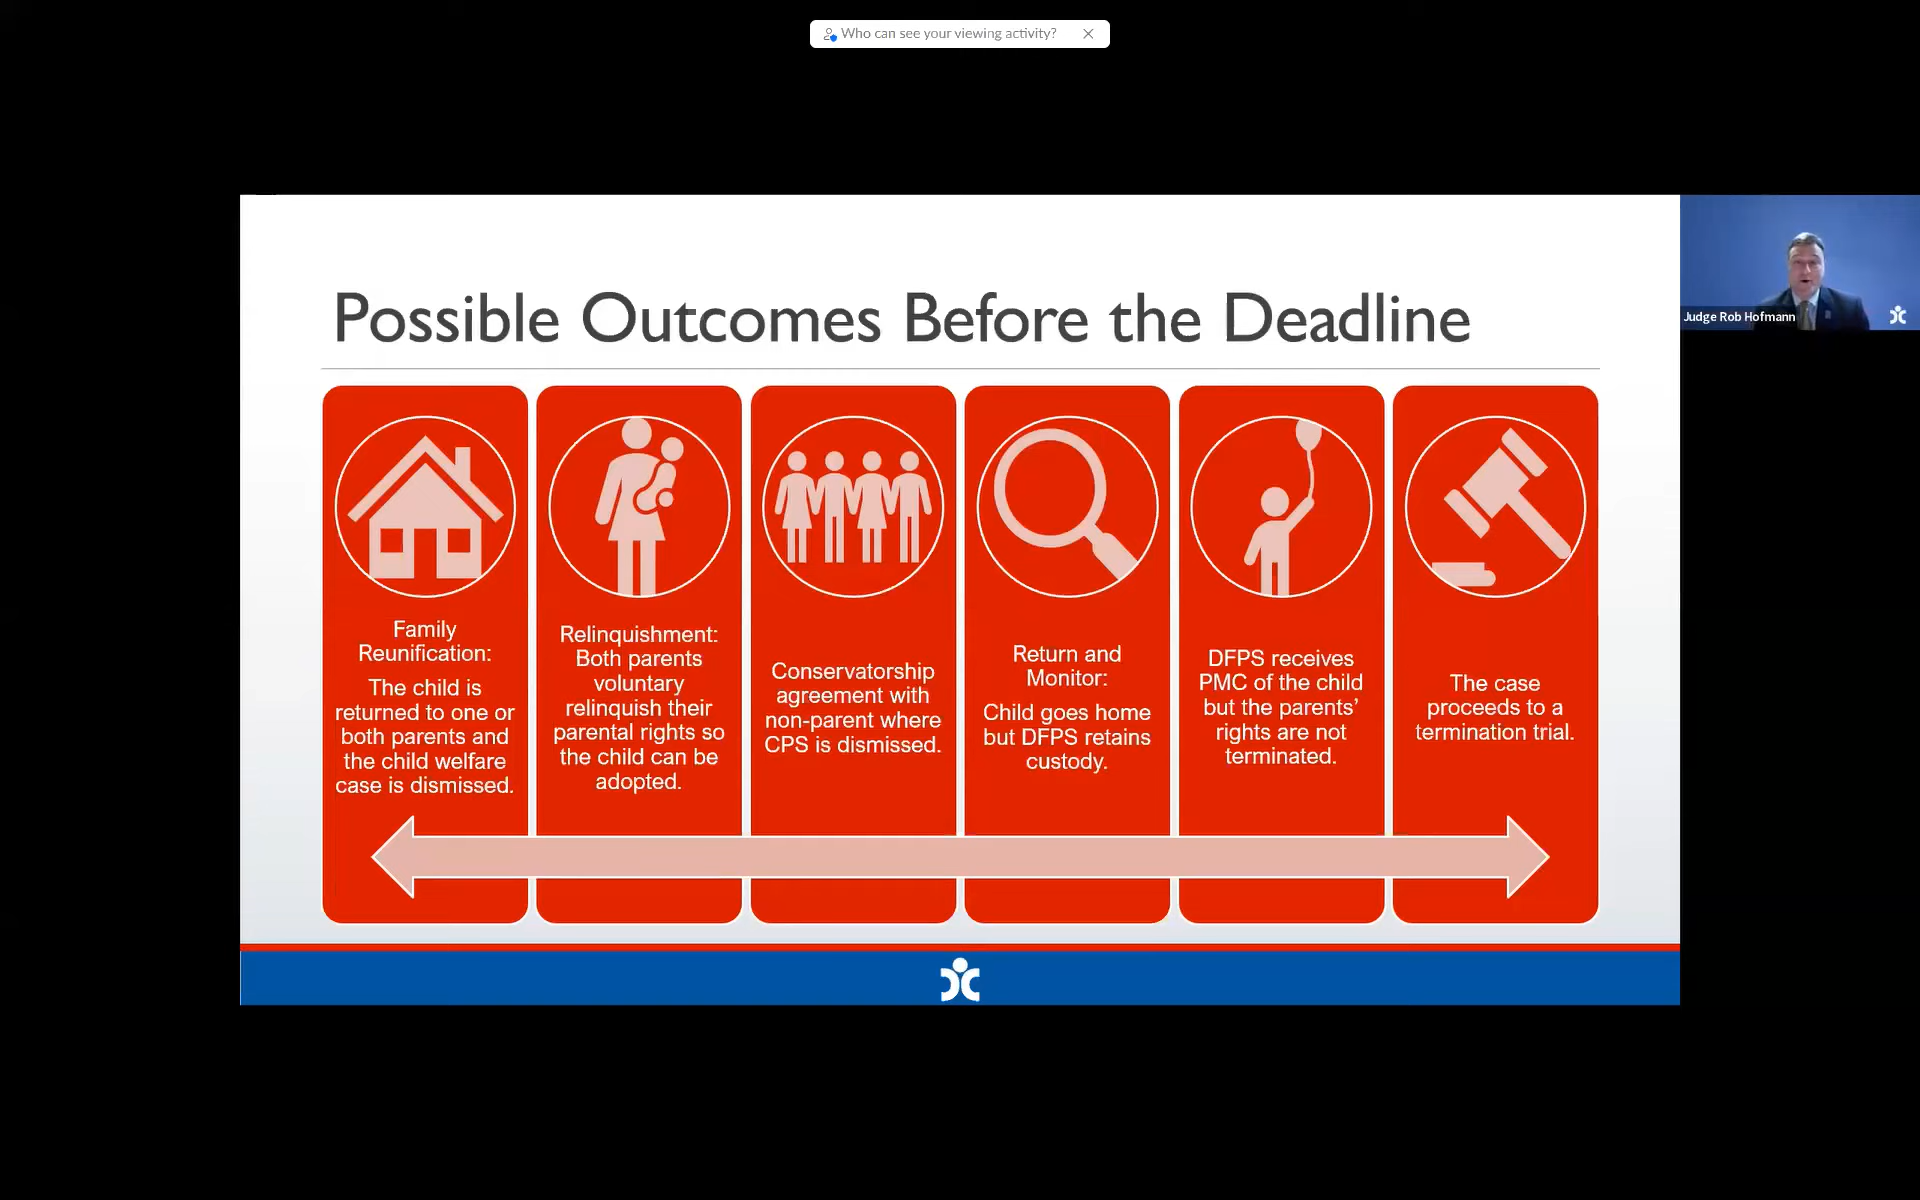 Who can see your viewing activity?
Possible Outcomes Before the Deadline
Judge Rob Hofmann
Family
Reunification:
The child is
returned to one or
both parents and
the child welfare
case is dismissed.
Relinquishment:
Both parents
voluntary
relinquish their
parental rights so
the child can be
adopted.
Conservatorship
agreement with
non-parent where
CPS is dismissed.
Return and
Monitor:
Child goes home
but DFPS retains
custody.
DFPS receives
PMC of the child
but the parents’
rights are not
terminated.
The case
proceeds to a
termination trial.